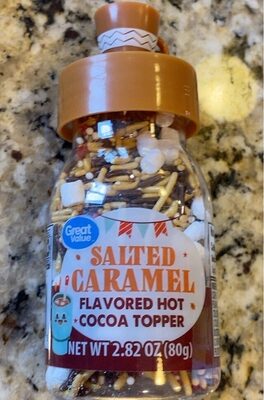 Great
Value
SALTED
CARAMEL
FLAVORED HOT
COCOA TOPPER
NET WT 2.82 OZ (80g)